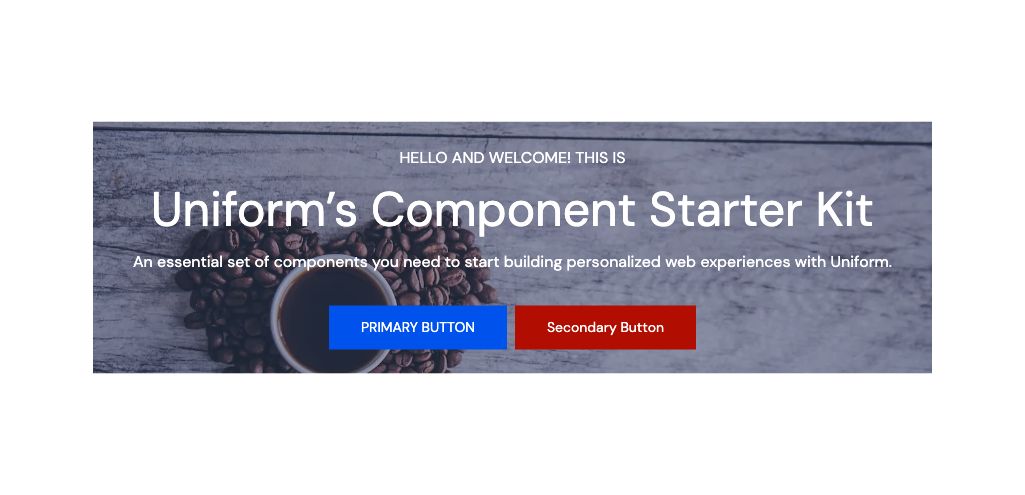 HELLO AND WELCOME! THIS IS
Uniform’s Component Starter Kit
An essential set of components you need to start building personalized web experiences with Uniform.
PRIMARY BUTTON
Secondary Button